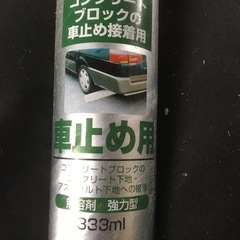 コンクリート
ブロックの
車止め接着用
車止め用
コンクリートブロックの
クリート下地・
アス ルト下地への接
無溶剤・強力型
333ml